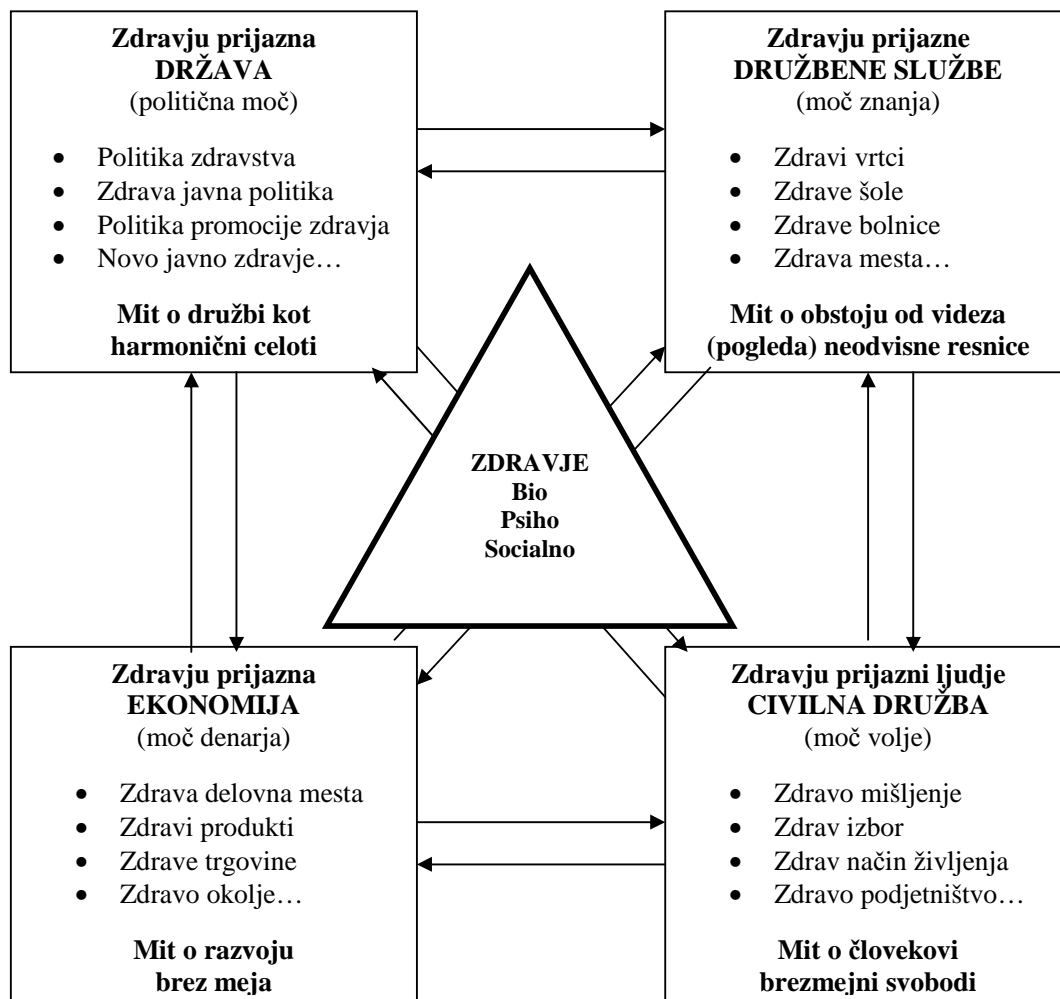 Zdravju prijazna
DRŽAVA
(politična moč)
• Politika zdravstva
• Zdrava javna politika
• Politika promocije zdravja
• Novo javno zdravje…
Mit o družbi kot
harmonični celoti
Zdravju prijazne
DRUŽBENE SLUŽBE
(moč znanja)
• Zdravi vrtci
• Zdrave šole
• Zdrave bolnice
• Zdrava mesta…
Mit o obstoju od videza
(pogleda) neodvisne resnice
ZDRAVJE
Bio
Psiho
Socialno
Zdravju prijazna
EKONOMIJA
(moč denarja)
• Zdrava delovna mesta
• Zdravi produkti
• Zdrave trgovine
• Zdravo okolje…
Mit o razvoju
brez meja
Zdravju prijazni ljudje
CIVILNA DRUŽBA
(moč volje)
• Zdravo mišljenje
• Zdrav izbor
• Zdrav način življenja
• Zdravo podjetništvo…
Mit o človekovi
brezmejni svobodi